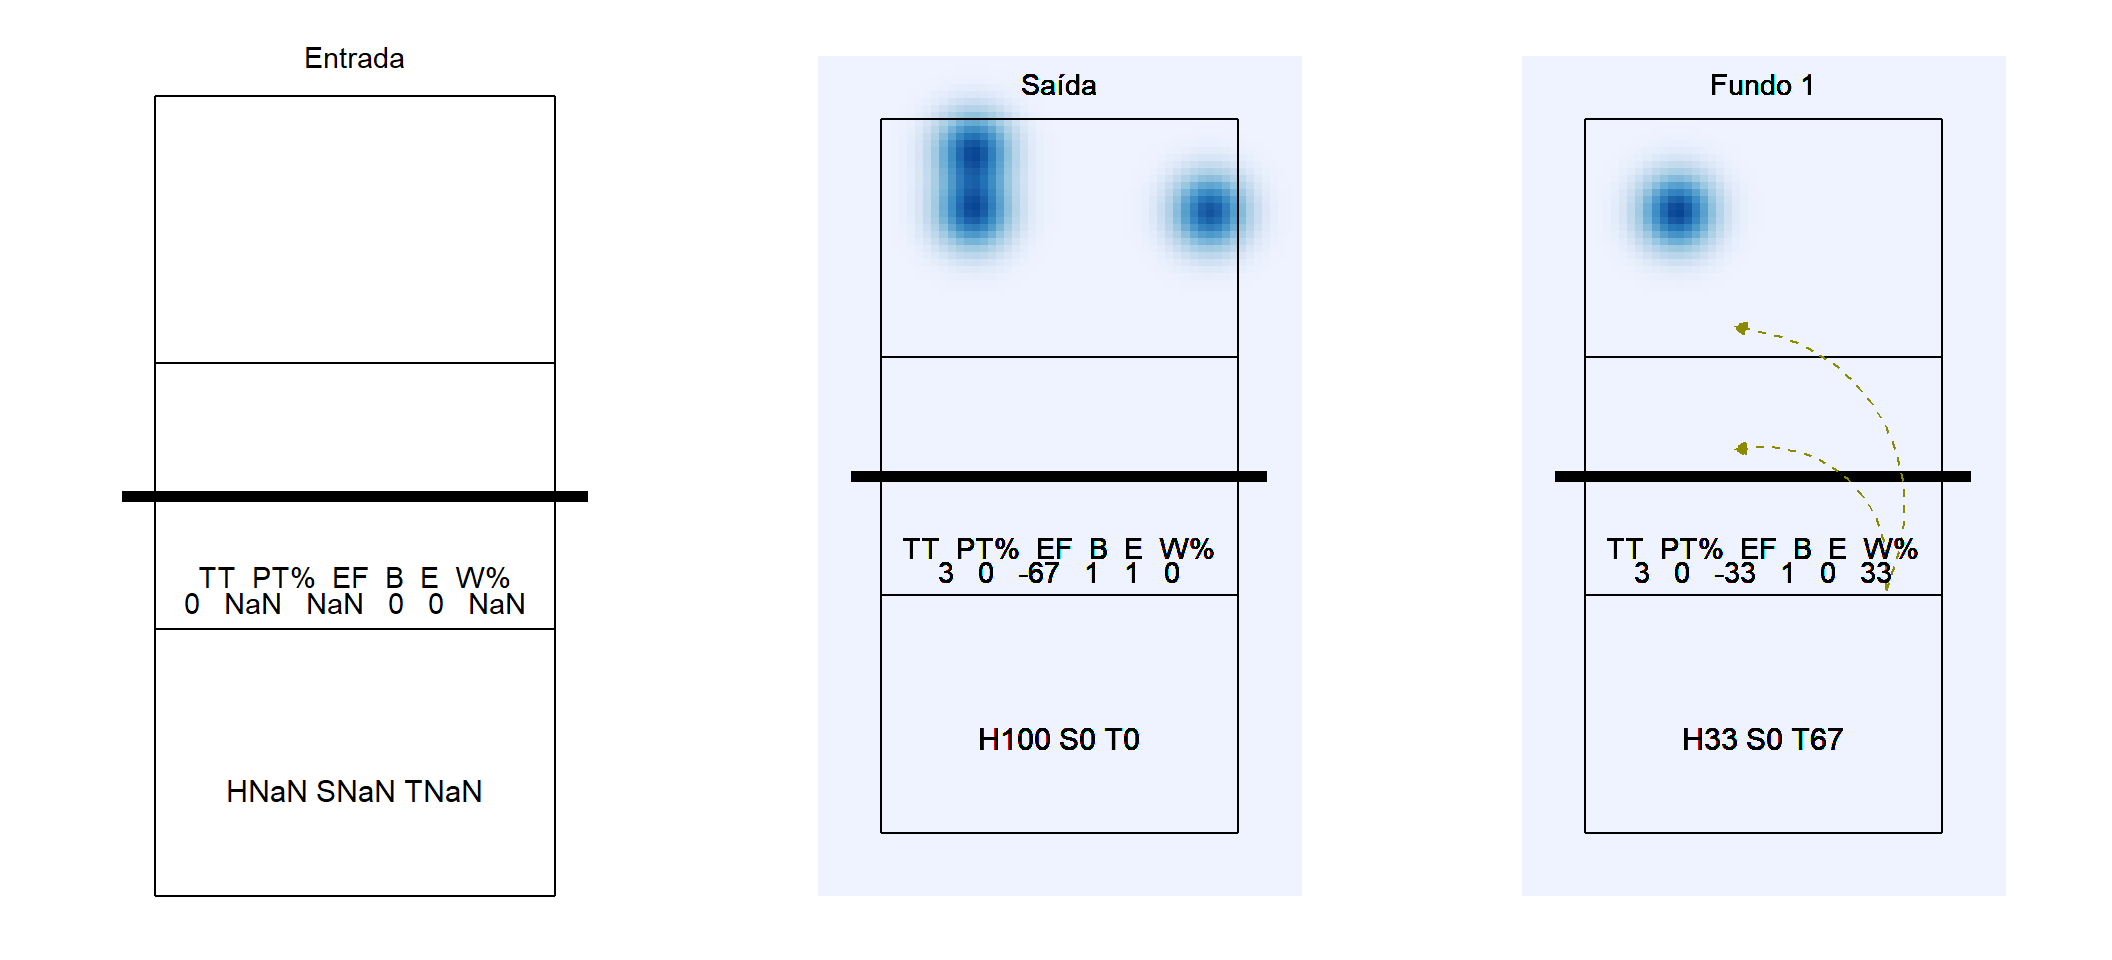 Entrada
TT PT% EF B E W%
0 NaN NaN 0 0 NaN
HNaN SNaN TNaN
Saída
TT PT% EF B E W%
3 0 -67 1 1 0
H100 S0 T0
Fundo 1
TT PT% EF B E W%
3 0 -33 1 0 33
H33 S0 T67